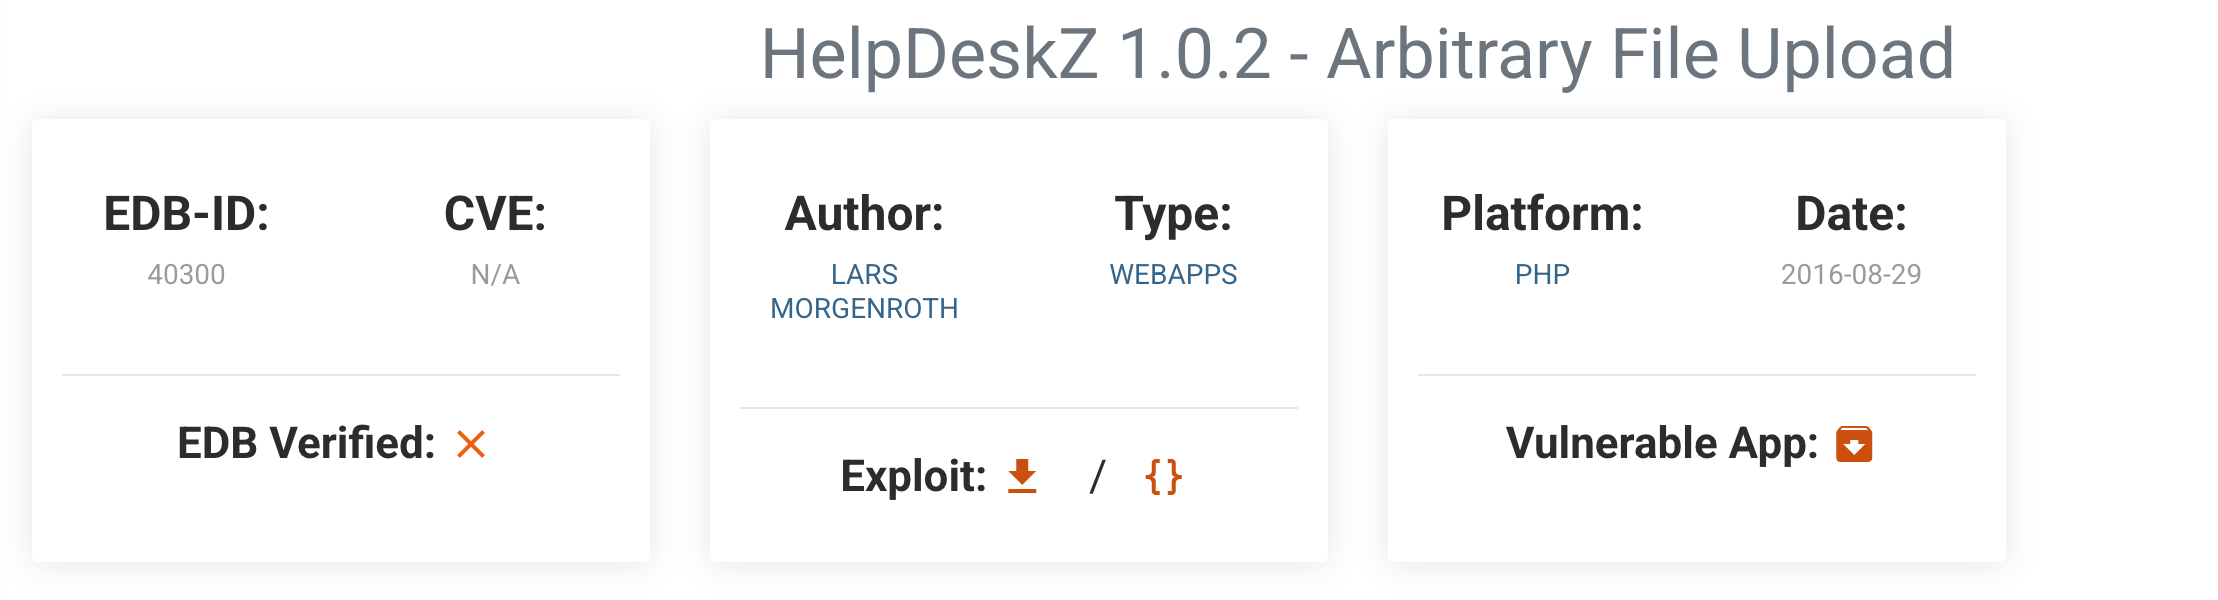 HelpDeskZ 1.0.2 - Arbitrary File Upload
EDB-ID:
40300
CVE:
N/A
EDB Verified:
Author:
LARS
MORGENROTH
Type:
WEBAPPS
Exploit: / {}
Platform:
PHP
Date:
2016-08-29
Vulnerable App: